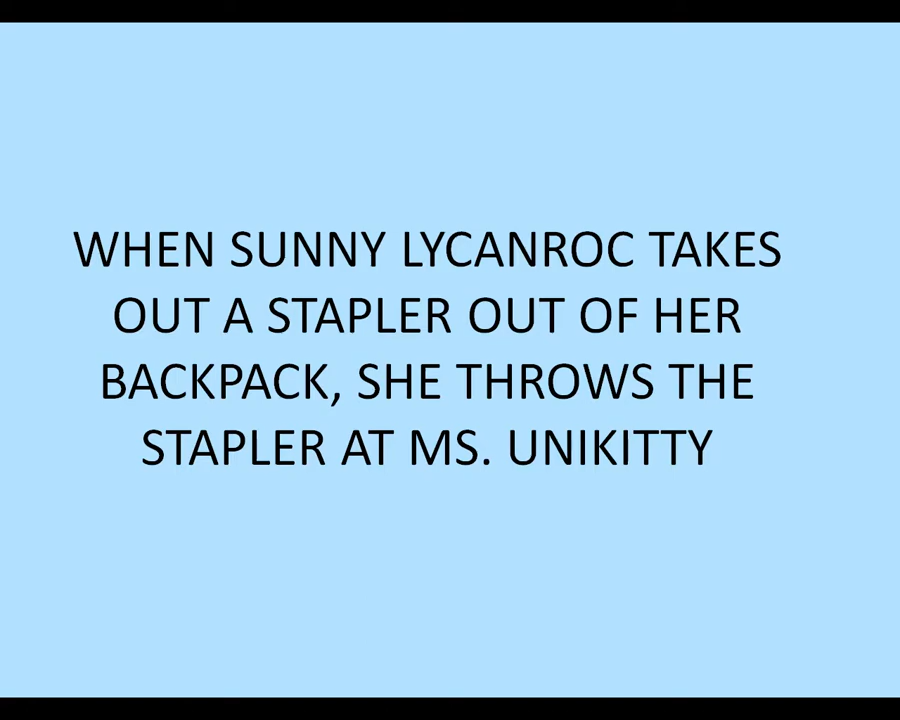 WHEN SUNNY LYCANROC TAKES
OUT A STAPLER OUT OF HER
BACKPACK, SHE THROWS THE
STAPLER AT MS. UNIKITTY